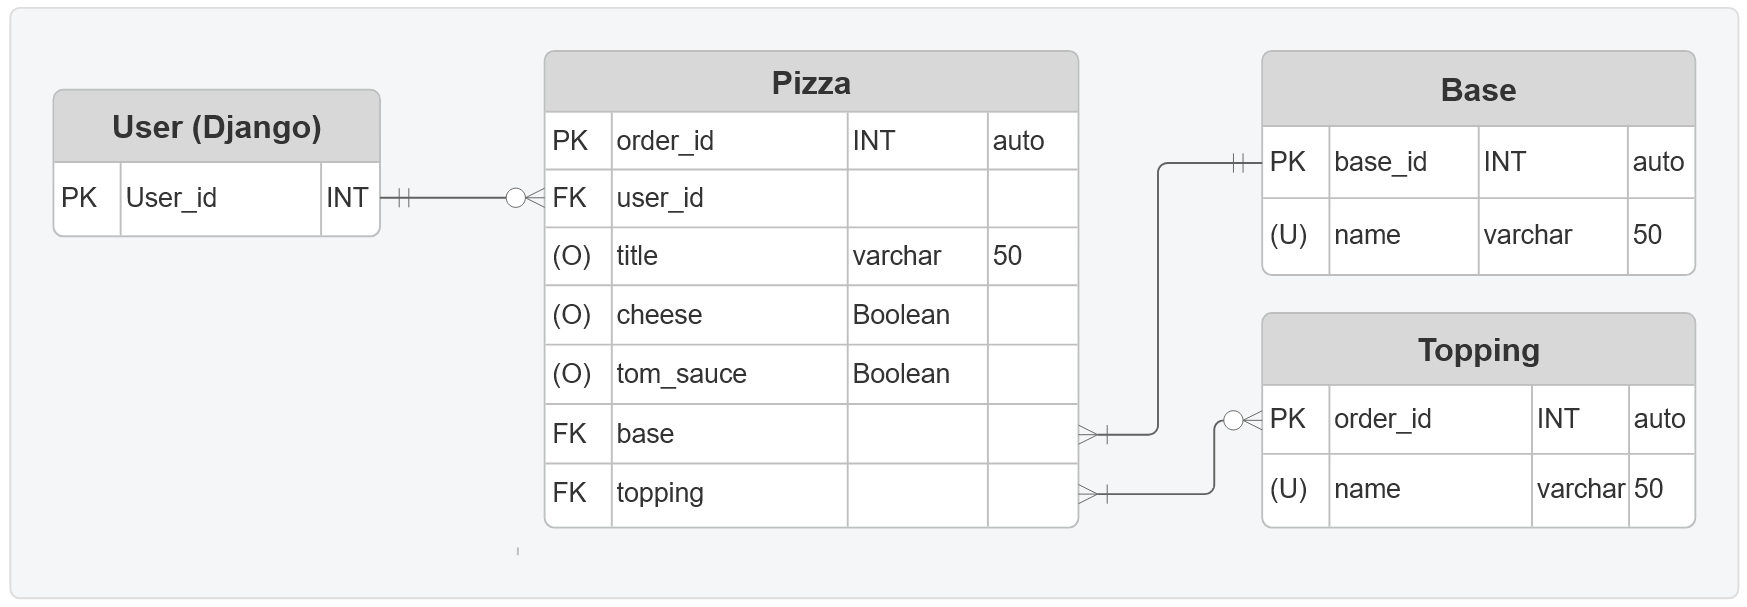 User (Django)
PK User_id INT
Pizza
PK order_id INT auto
FK user_id
(O) title varchar 50
(O) cheese Boolean
(O) tom_sauce Boolean
FK base
FK topping
Base
PK base_id INT auto
(U) name varchar 50
Topping
PK order_id INT auto
(U) name varchar 50